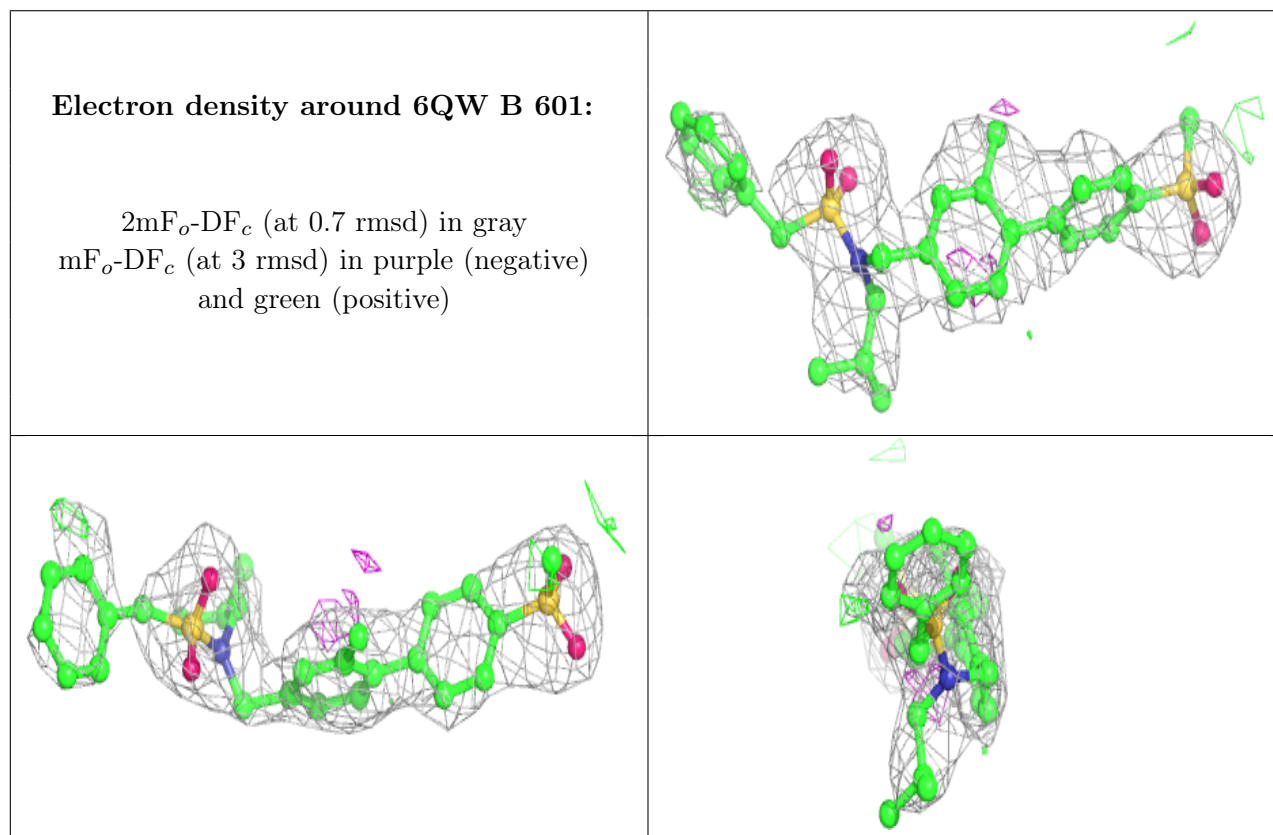 Electron density around 6QW B 601:
2mFo-DFc (at 0.7 rmsd) in gray
mFo-DFc (at 3 rmsd) in purple (negative)
and green (positive)